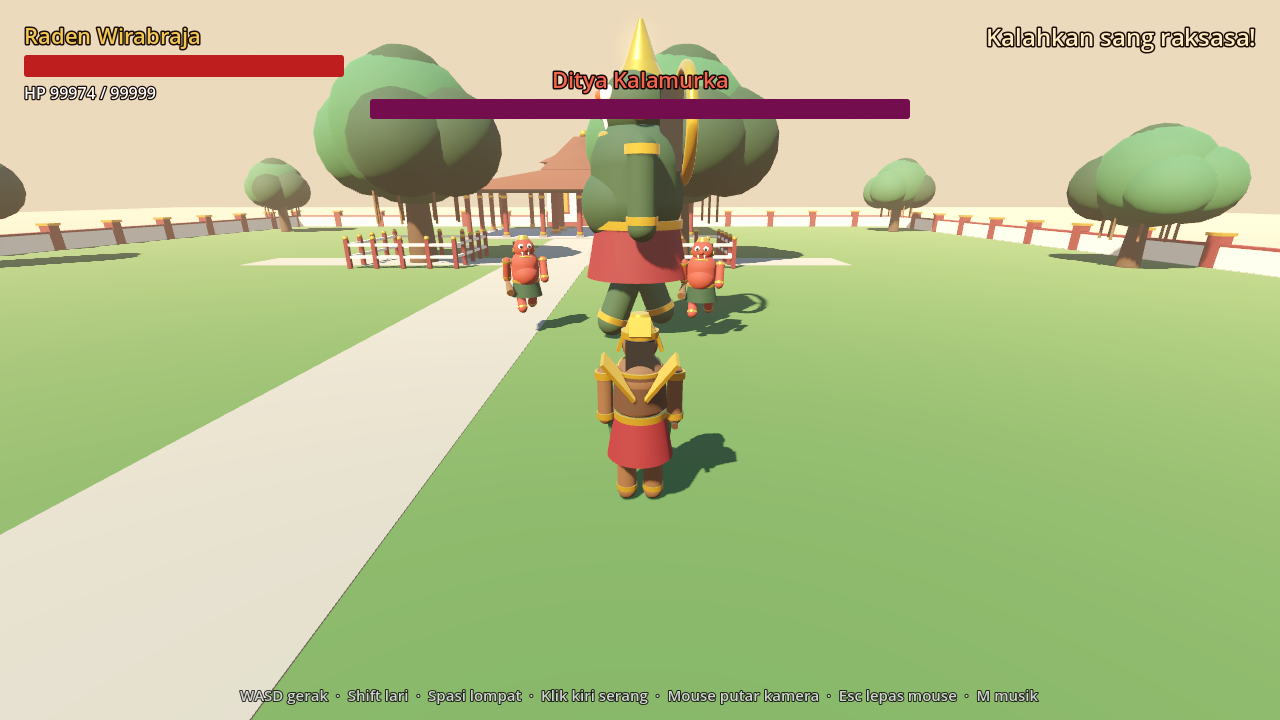 Raden Wirabraja
HP 99974 / 99999
Ditya Kalamurka
Kalahkan sang raksasa!
WASD gerak · Shift lari · Spasi lompat · Klik kiri serang · Mouse putar kamera · Esc lepas mouse · M musik